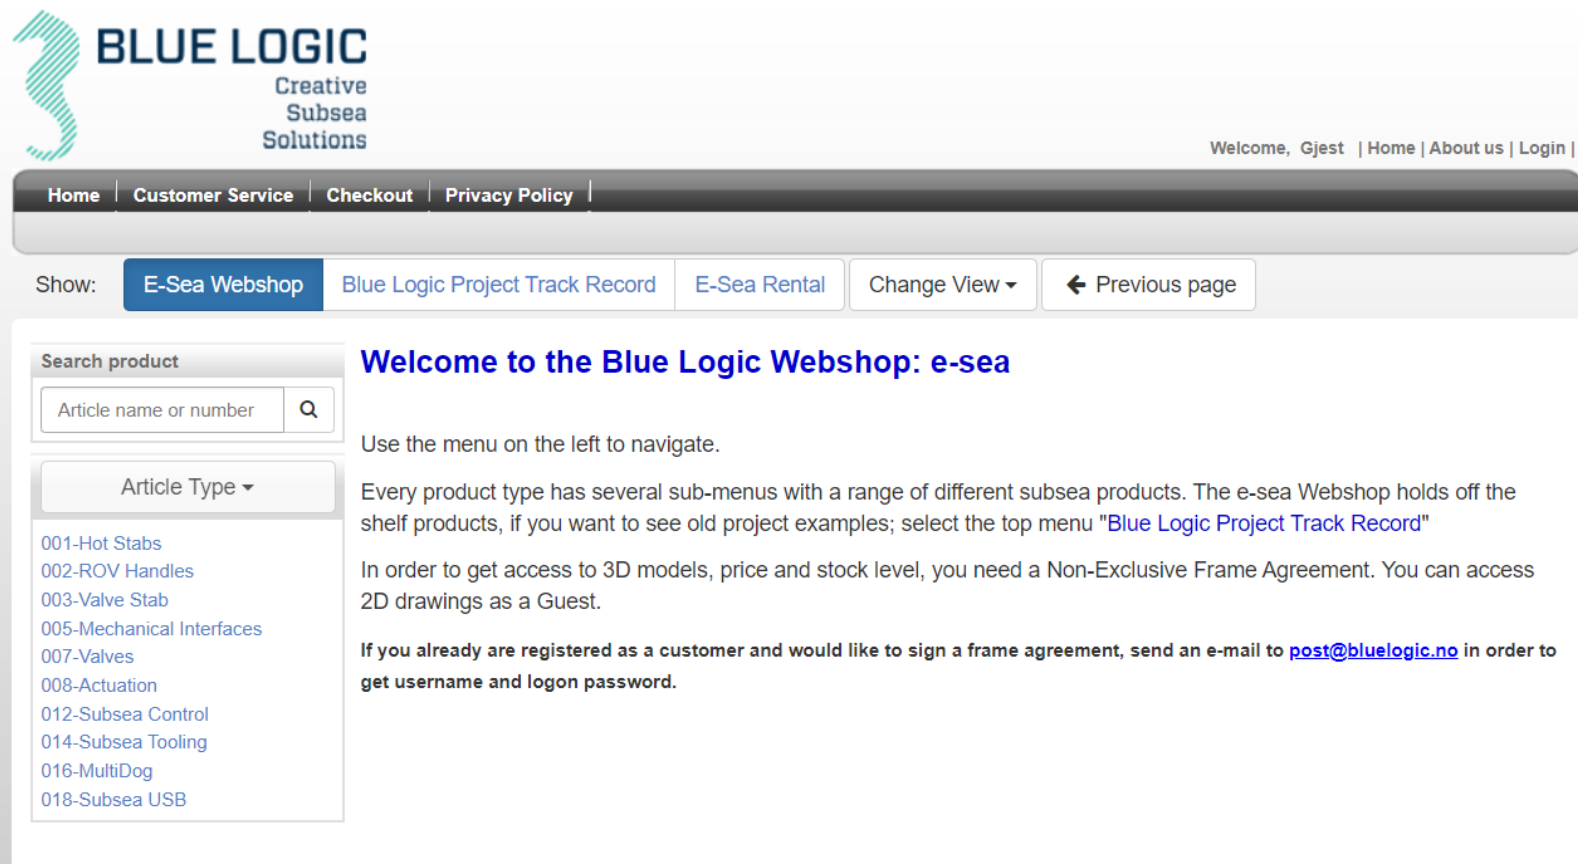 BLUE LOGIC
Creative
Subsea
Solutions
Welcome, Gjest | Home | About us | Login |
Home | Customer Service | Checkout | Privacy Policy |
Show: E-Sea Webshop Blue Logic Project Track Record E-Sea Rental Change View Previous page
Search product
Article name or number
Article Type
001-Hot Stabs
002-ROV Handles
003-Valve Stab
005-Mechanical Interfaces
007-Valves
008-Actuation
012-Subsea Control
014-Subsea Tooling
016-MultiDog
018-Subsea USB
Welcome to the Blue Logic Webshop: e-sea
Use the menu on the left to navigate.
Every product type has several sub-menus with a range of different subsea products. The e-sea Webshop holds off the
shelf products, if you want to see old project examples; select the top menu "Blue Logic Project Track Record"
In order to get access to 3D models, price and stock level, you need a Non-Exclusive Frame Agreement. You can access
2D drawings as a Guest.
If you already are registered as a customer and would like to sign a frame agreement, send an e-mail to post@bluelogic.no in order to
get username and logon password.